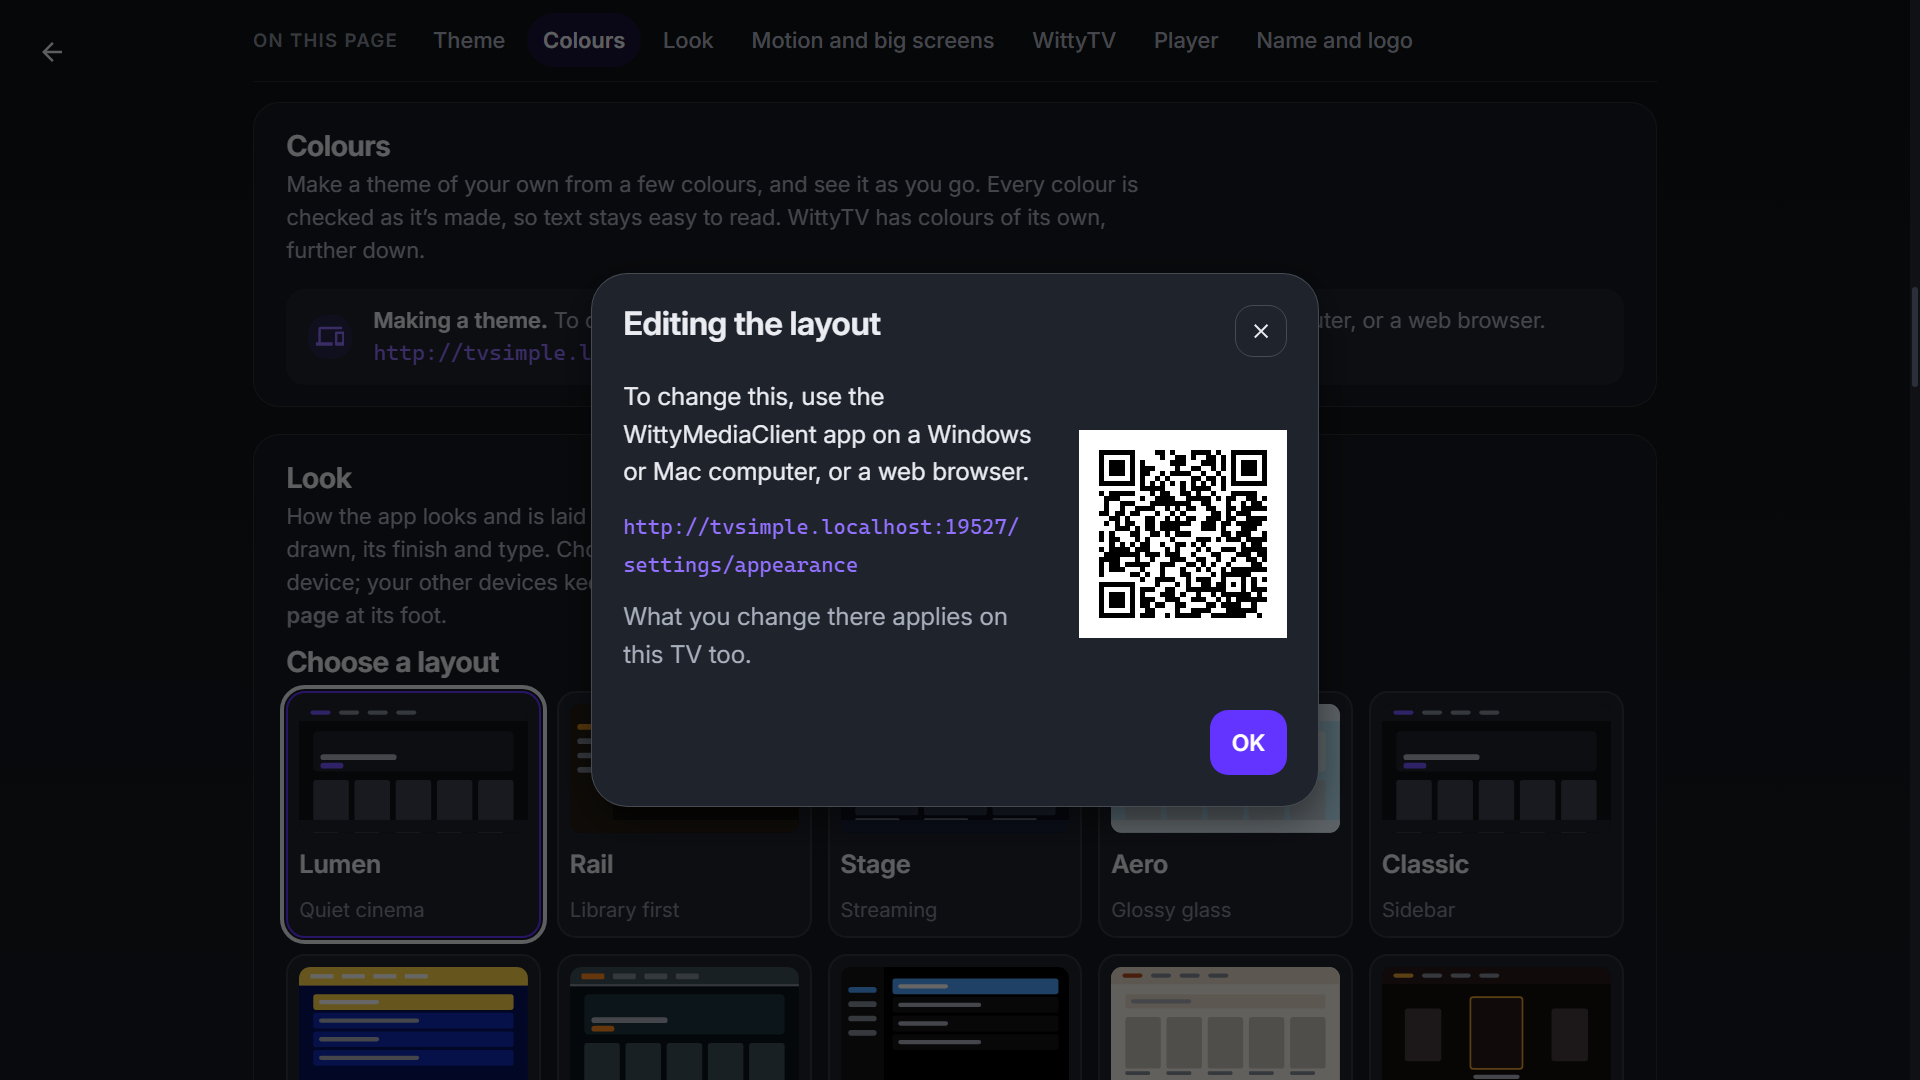 ON THIS PAGE Theme Colours Look Motion and big screens WittyTV Player Name and logo
Colours
Make a theme of your own from a few colours, and see it as you go. Every colour is
checked as it’s made, so text stays easy to read. WittyTV has colours of its own,
further down.
Making a theme. To
or a web browser.
http://tvsimple.l
Editing the layout
To change this, use the
WittyMediaClient app on a Windows
or Mac computer, or a web browser.
http://tvsimple.localhost:19527/
settings/appearance
What you change there applies on
this TV too.
OK
Look
How the app looks and is laid
drawn, its finish and type.
device; your other devices
page at its foot.
Choose a layout
Lumen
Quiet cinema
Rail
Library first
Stage
Streaming
Aero
Glossy glass
Classic
Sidebar